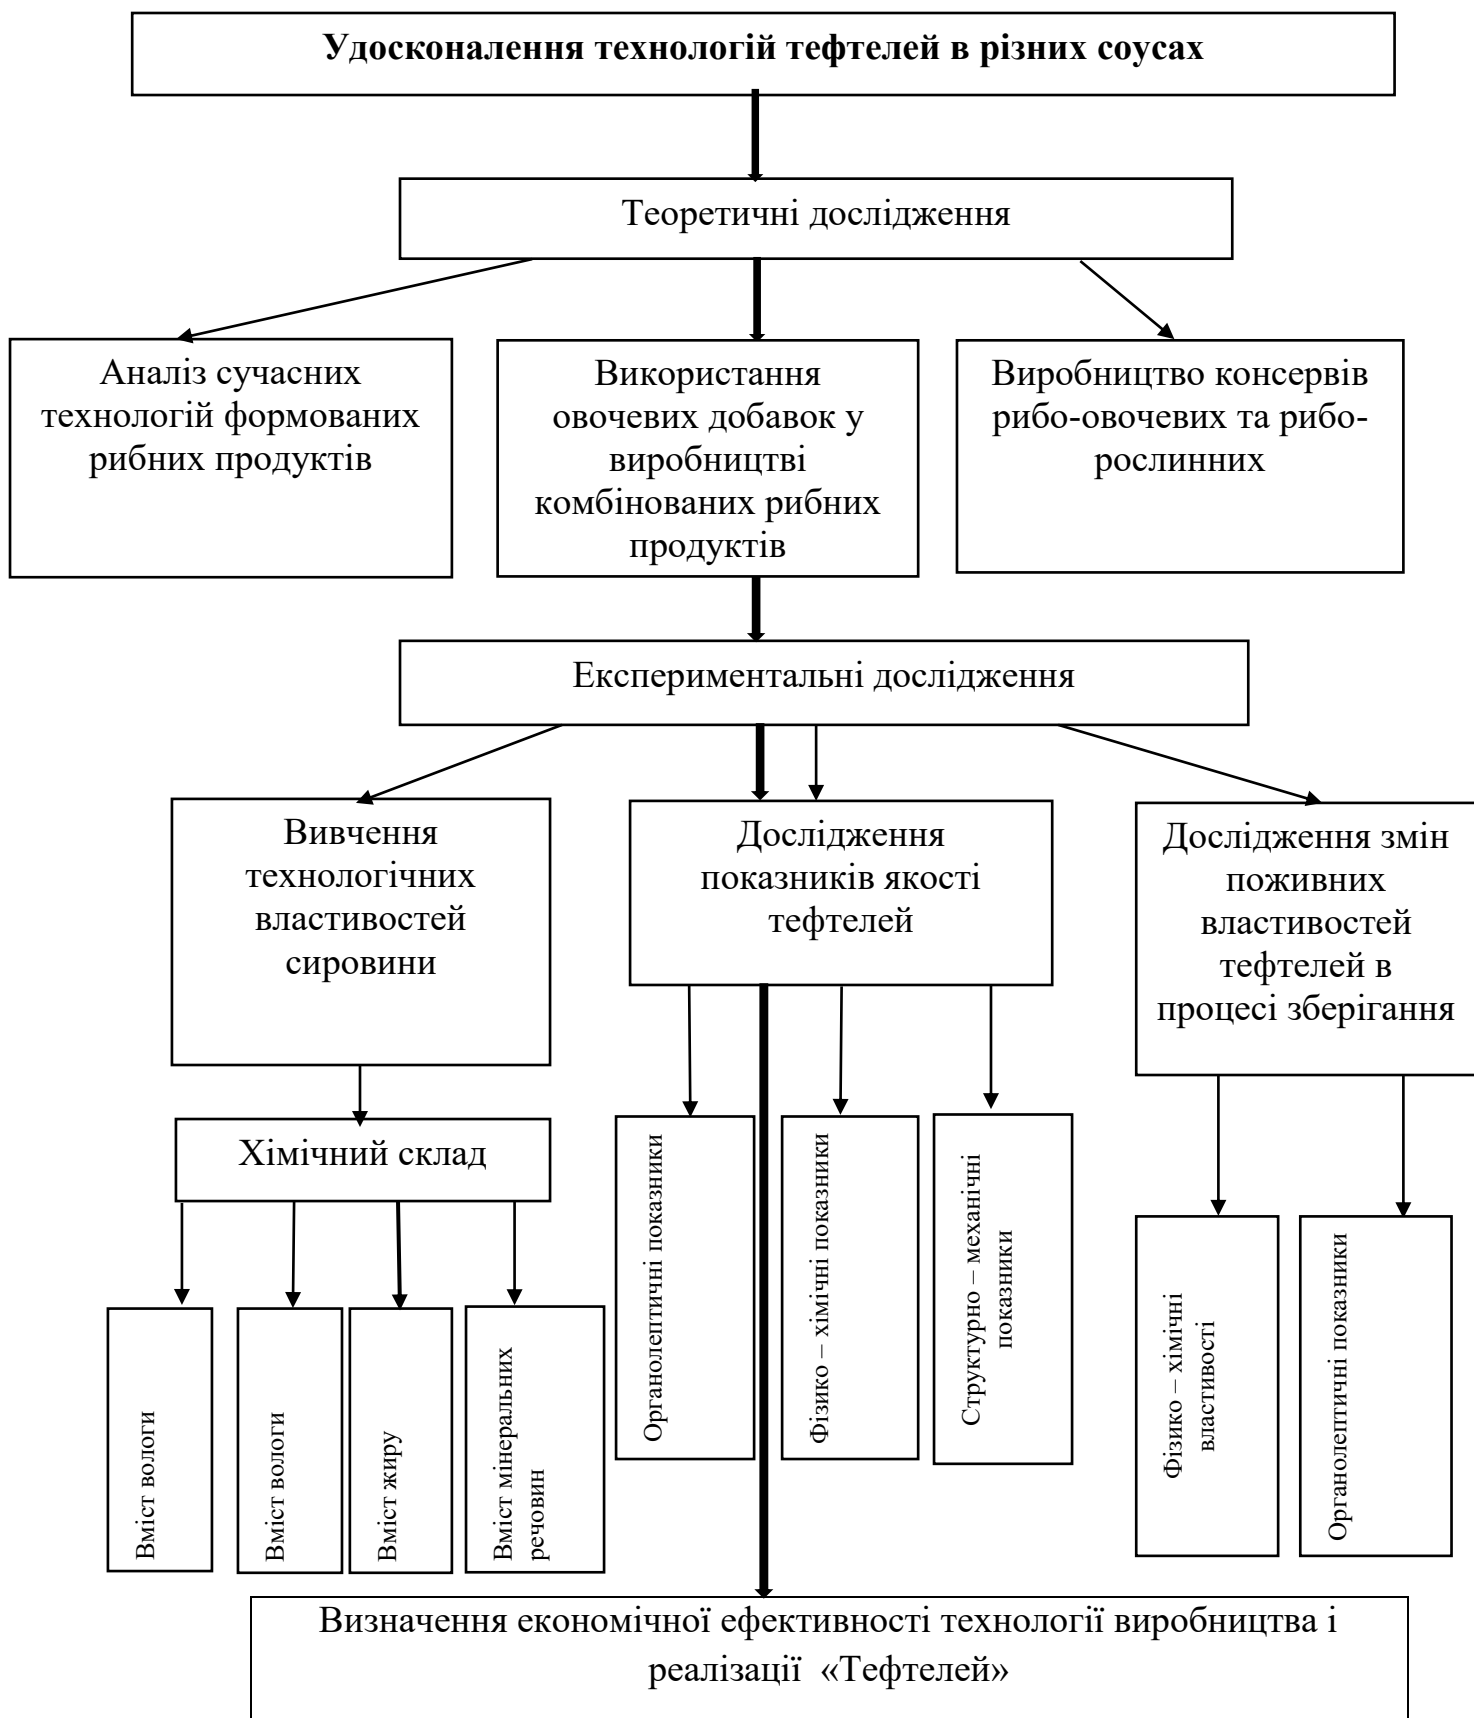 Удосконалення технологій тефтелей в різних соусах
Теоретичні дослідження
Аналіз сучасних
технологій формованих
рибних продуктів
Використання
овочевих добавок у
виробництві
комбінованих рибних
продуктів
Виробництво консервів
рибо-овочевих та рибо-
рослинних
Експериментальні дослідження
Вивчення
технологічних
властивостей
сировини
Дослідження
показників якості
тефтелей
Дослідження змін
поживних
властивостей
тефтелей в
процесі зберігання
Хімічний склад
Вміст вологи
Вміст вологи
Вміст жиру
Вміст мінеральних
речовин
Органолептичні показники
Фізико – хімічні показники
Структурно – механічні
показники
Фізико – хімічні
властивості
Органолептичні показники
Визначення економічної ефективності технології виробництва і
реалізації «Тефтелей»